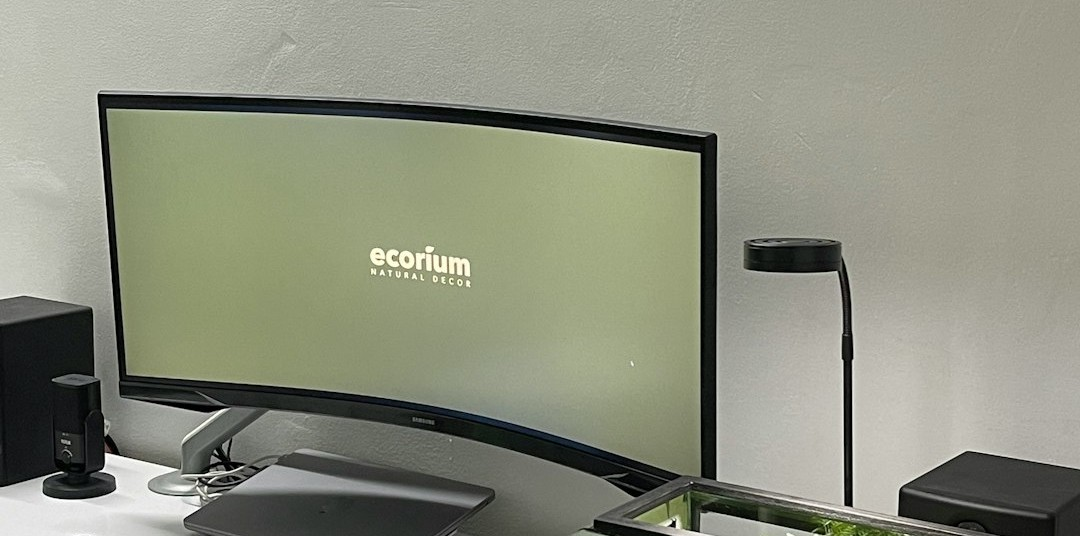 ecorium
NATURAL DECOR
SAMSUNG